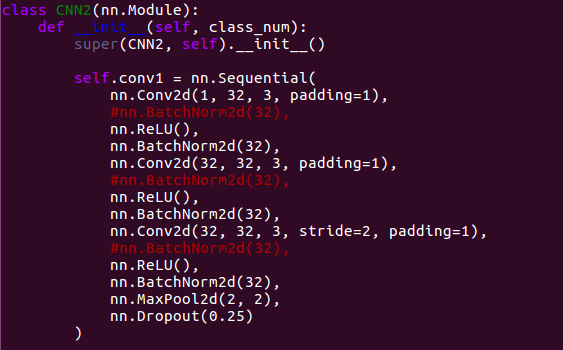 class CNN2(nn.Module):
    def __init__(self, class_num):
        super(CNN2, self).__init__()

        self.conv1 = nn.Sequential(
            nn.Conv2d(1, 32, 3, padding=1),
            #nn.BatchNorm2d(32),
            nn.ReLU(),
            nn.BatchNorm2d(32),
            nn.Conv2d(32, 32, 3, padding=1),
            #nn.BatchNorm2d(32),
            nn.ReLU(),
            nn.BatchNorm2d(32),
            nn.Conv2d(32, 32, 3, stride=2, padding=1),
            #nn.BatchNorm2d(32),
            nn.ReLU(),
            nn.BatchNorm2d(32),
            nn.MaxPool2d(2, 2),
            nn.Dropout(0.25)
        )